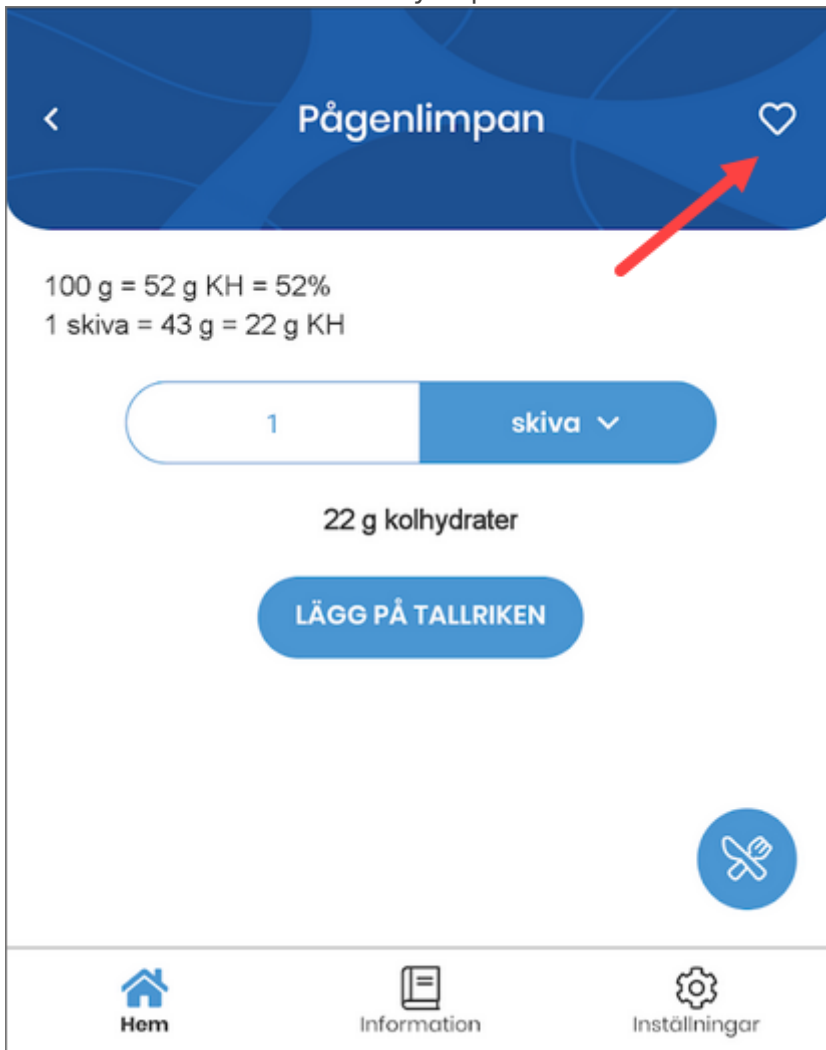 Pågenlimpan
100 g = 52 g KH = 52%
1 skiva = 43 g = 22 g KH
1 skiva
22 g kolhydrater
LÄGG PÅ TALLRIKEN
Hem Information Inställningar